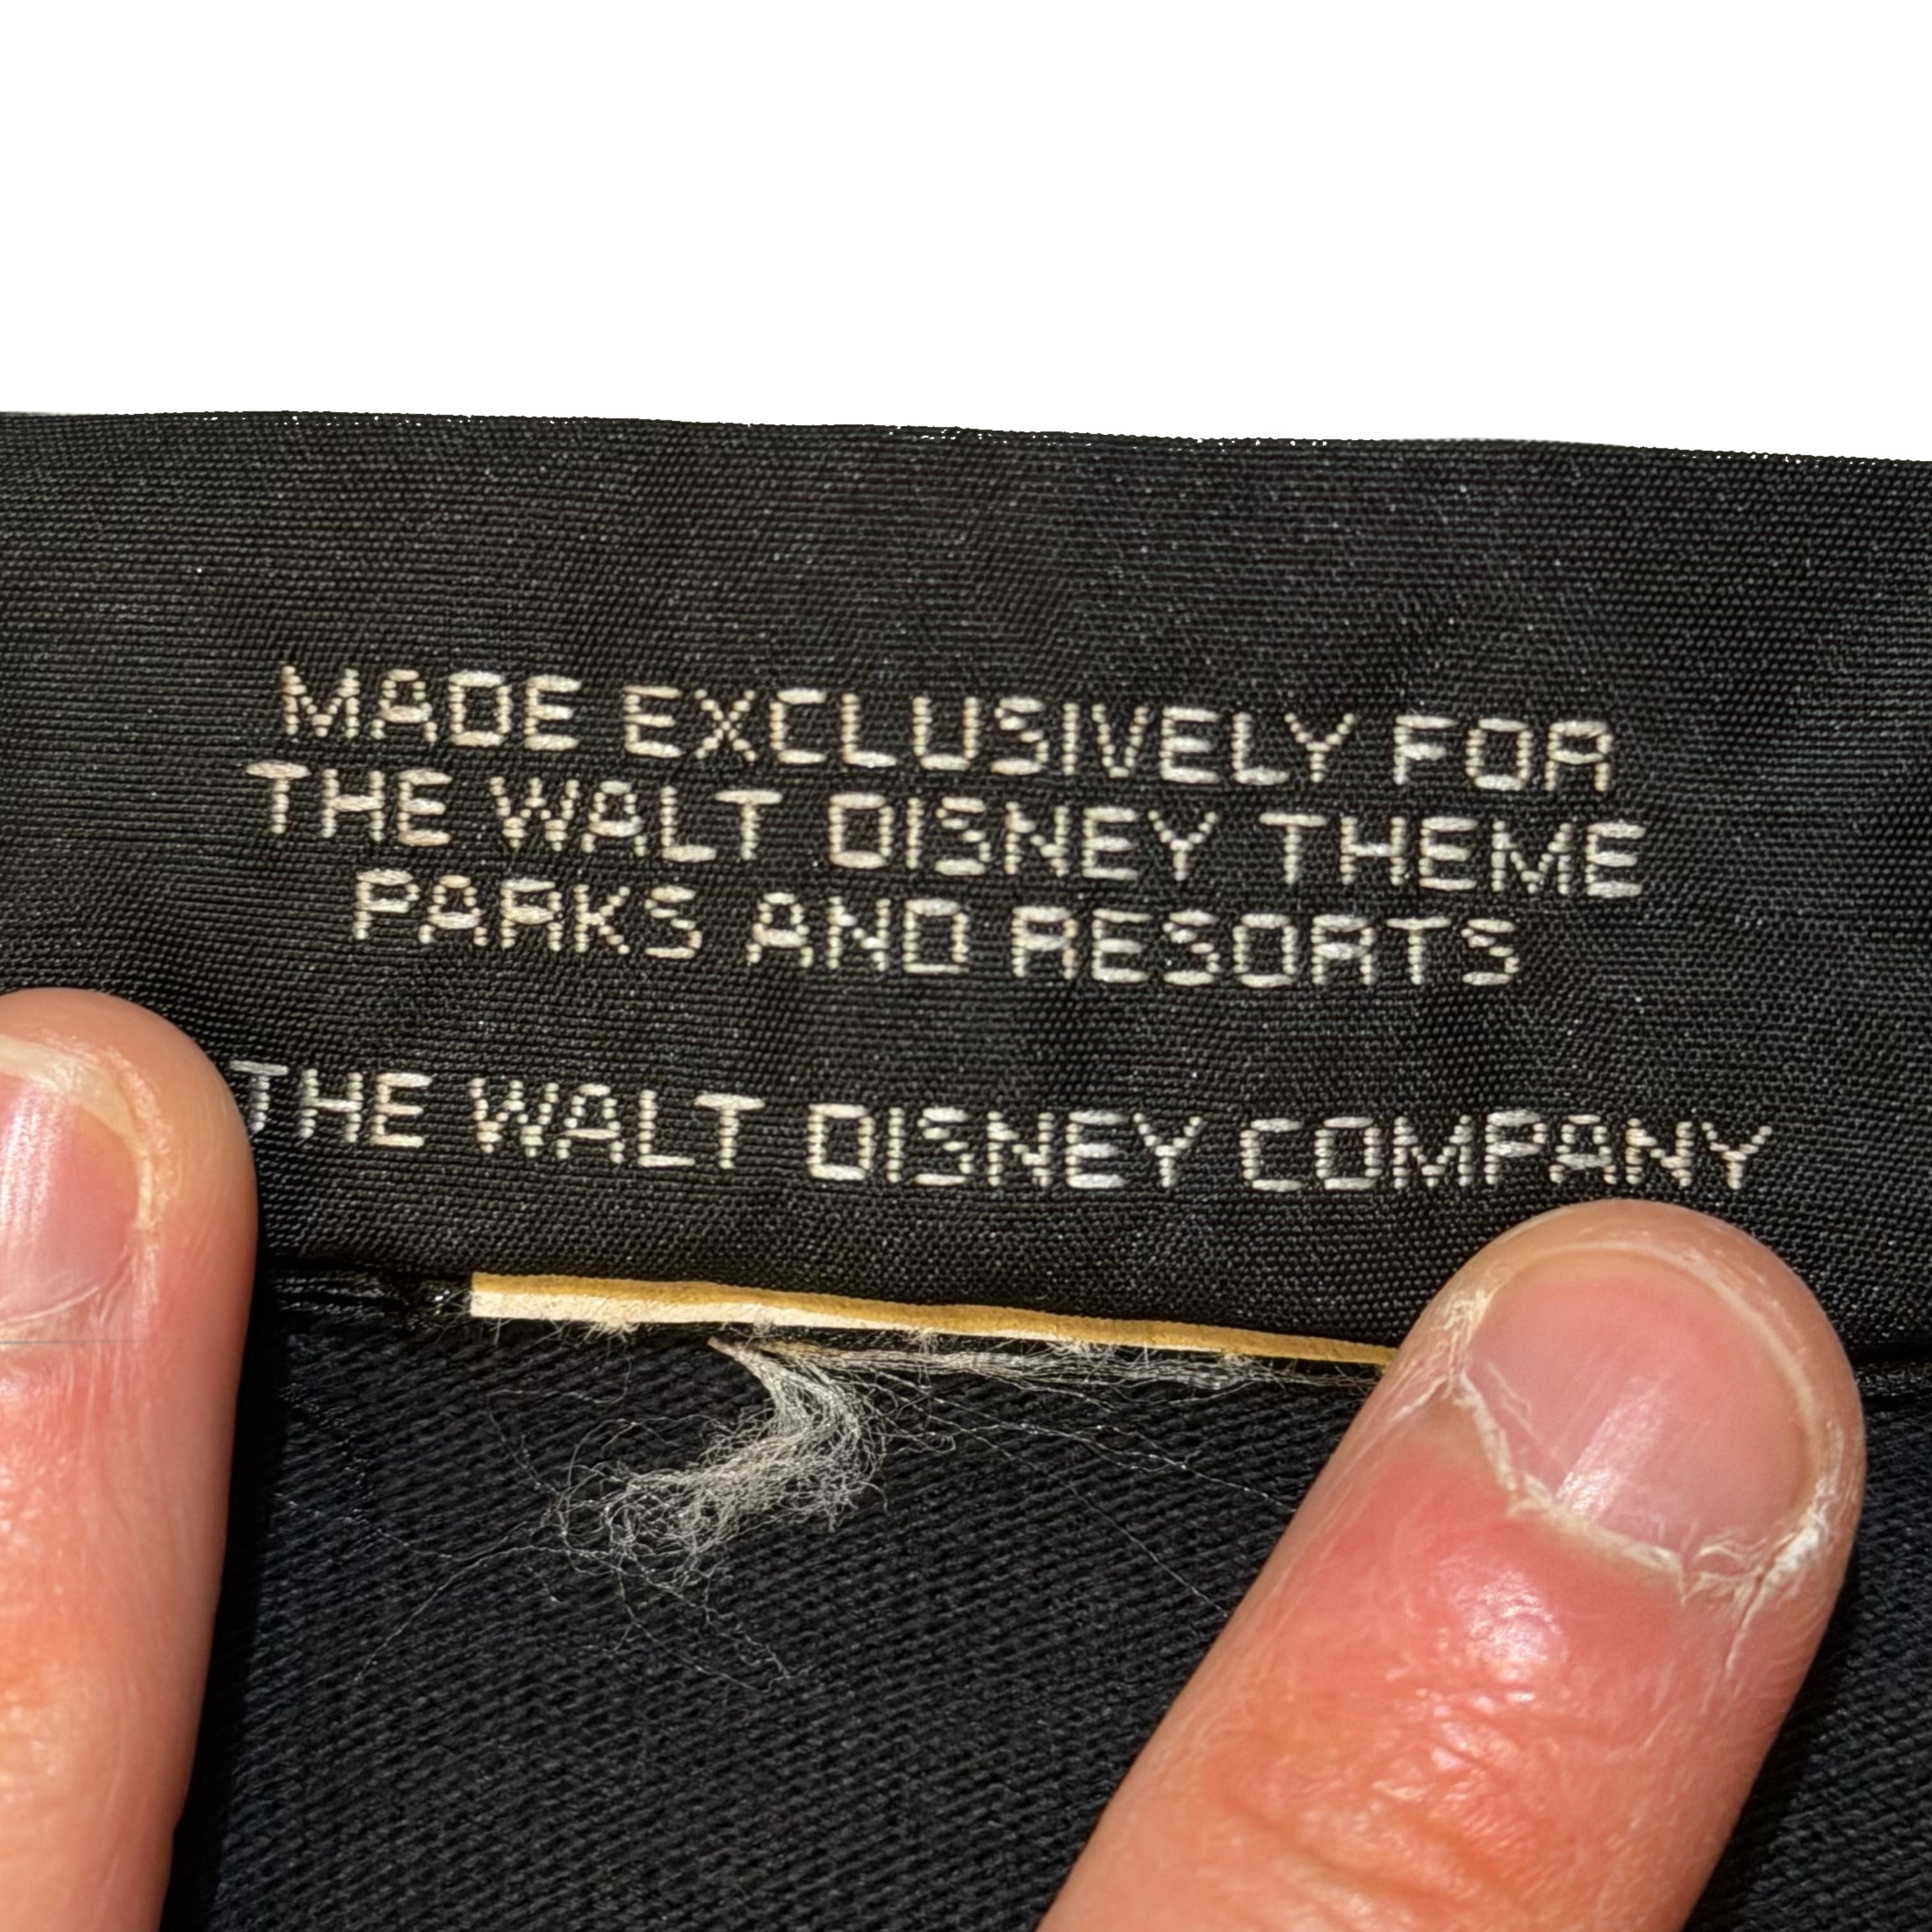 MADE EXCLUSIVELY FOR
THE WALT DISNEY THEME
PARKS AND RESORTS
THE WALT DISNEY COMPANY